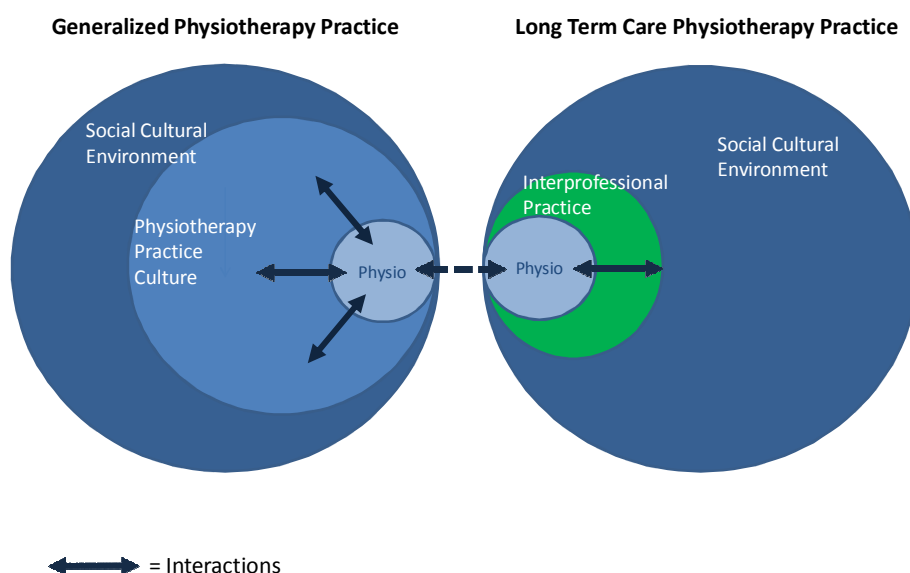 Generalized Physiotherapy Practice
Long Term Care Physiotherapy Practice
Social Cultural
Environment
Physiotherapy
Practice
Culture
Physio
Interprofessional
Practice
Physio
Social Cultural
Environment
= Interactions